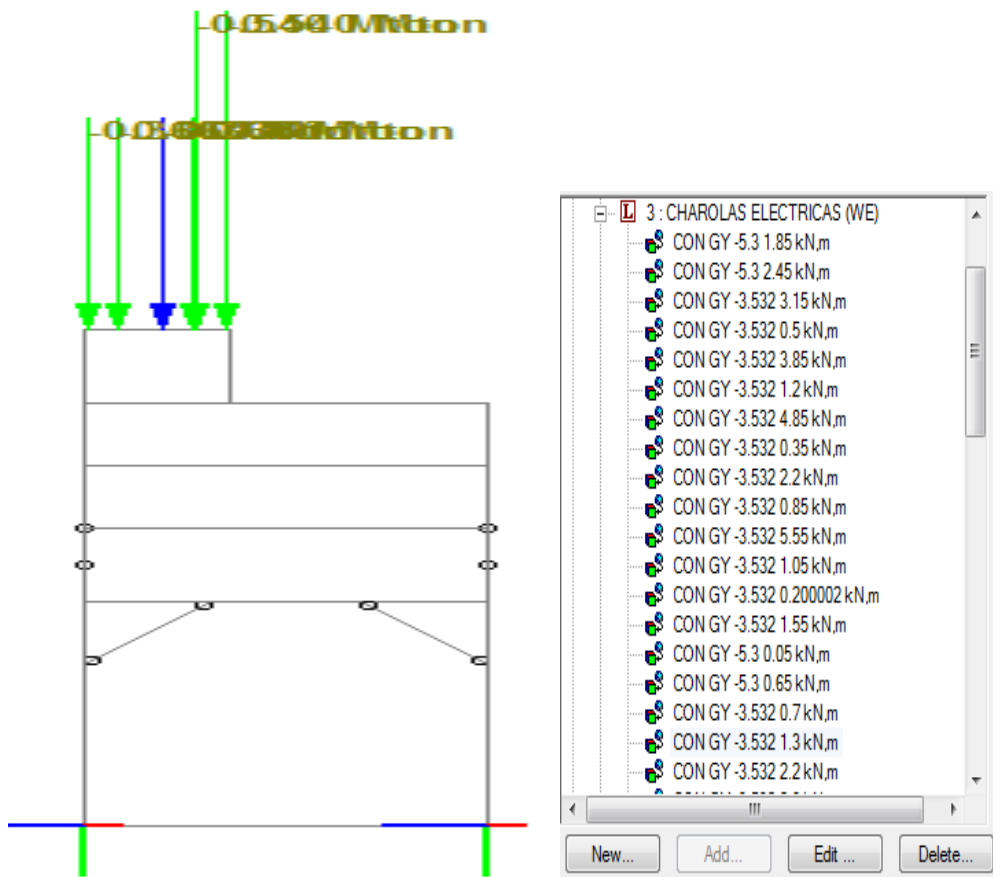 3 : CHAROLAS ELECTRICAS (WE)
CON GY -5.3 1.85 kN,m
CON GY -5.3 2.45 kN,m
CON GY -3.532 3.15 kN,m
CON GY -3.532 0.5 kN,m
CON GY -3.532 3.85 kN,m
CON GY -3.532 1.2 kN,m
CON GY -3.532 4.85 kN,m
CON GY -3.532 0.35 kN,m
CON GY -3.532 2.2 kN,m
CON GY -3.532 0.85 kN,m
CON GY -3.532 5.55 kN,m
CON GY -3.532 1.05 kN,m
CON GY -3.532 0.200002 kN,m
CON GY -3.532 1.55 kN,m
CON GY -5.3 0.05 kN,m
CON GY -5.3 0.65 kN,m
CON GY -3.532 0.7 kN,m
CON GY -3.532 1.3 kN,m
CON GY -3.532 2.2 kN,m
New... Add... Edit ... Delete...